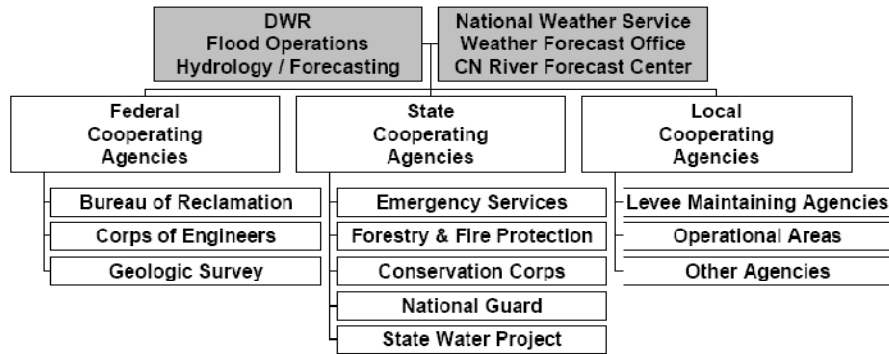 DWR
Flood Operations
Hydrology / Forecasting
National Weather Service
Weather Forecast Office
CN River Forecast Center
Federal
Cooperating
Agencies
State
Cooperating
Agencies
Local
Cooperating
Agencies
Bureau of Reclamation
Corps of Engineers
Geologic Survey
Emergency Services
Forestry & Fire Protection
Conservation Corps
National Guard
State Water Project
Levee Maintaining Agencies
Operational Areas
Other Agencies